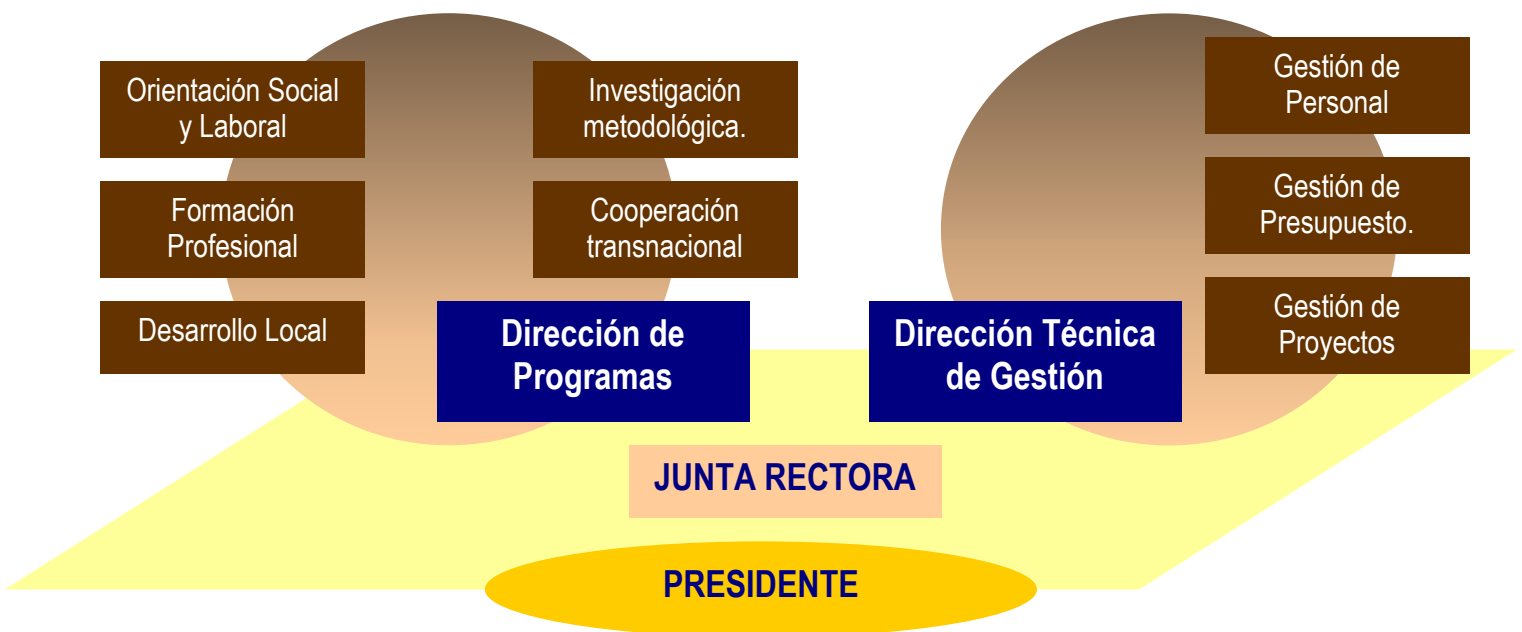 Orientación Social
y Laboral
Formación
Profesional
Desarrollo Local
Investigación
metodológica.
Cooperación
transnacional
Dirección de
Programas
Dirección Técnica
de Gestión
Gestión de
Personal
Gestión de
Presupuesto.
Gestión de
Proyectos
JUNTA RECTORA
PRESIDENTE